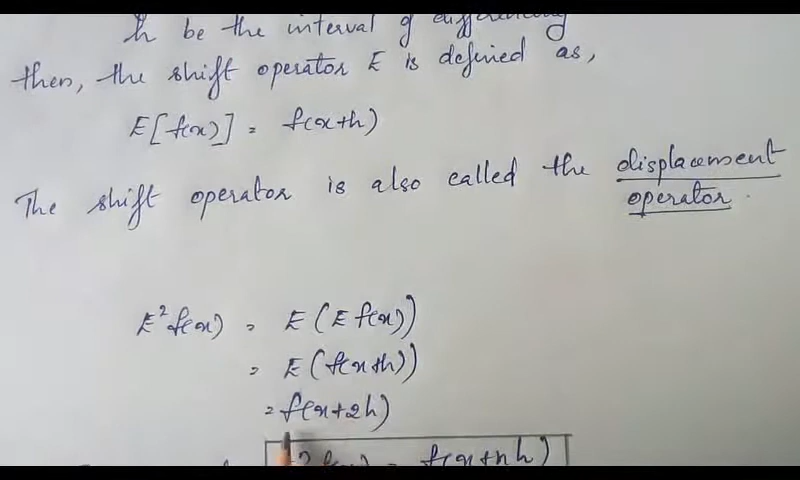 h be the interval of differencing
then, the shift operator E is defined as,
E[f(x)] = f(x+h)
The shift operator is also called the displacement
operator.
E²f(x) = E(E f(x))
= E(f(x+h))
= f(x+2h)
f(x+nh)